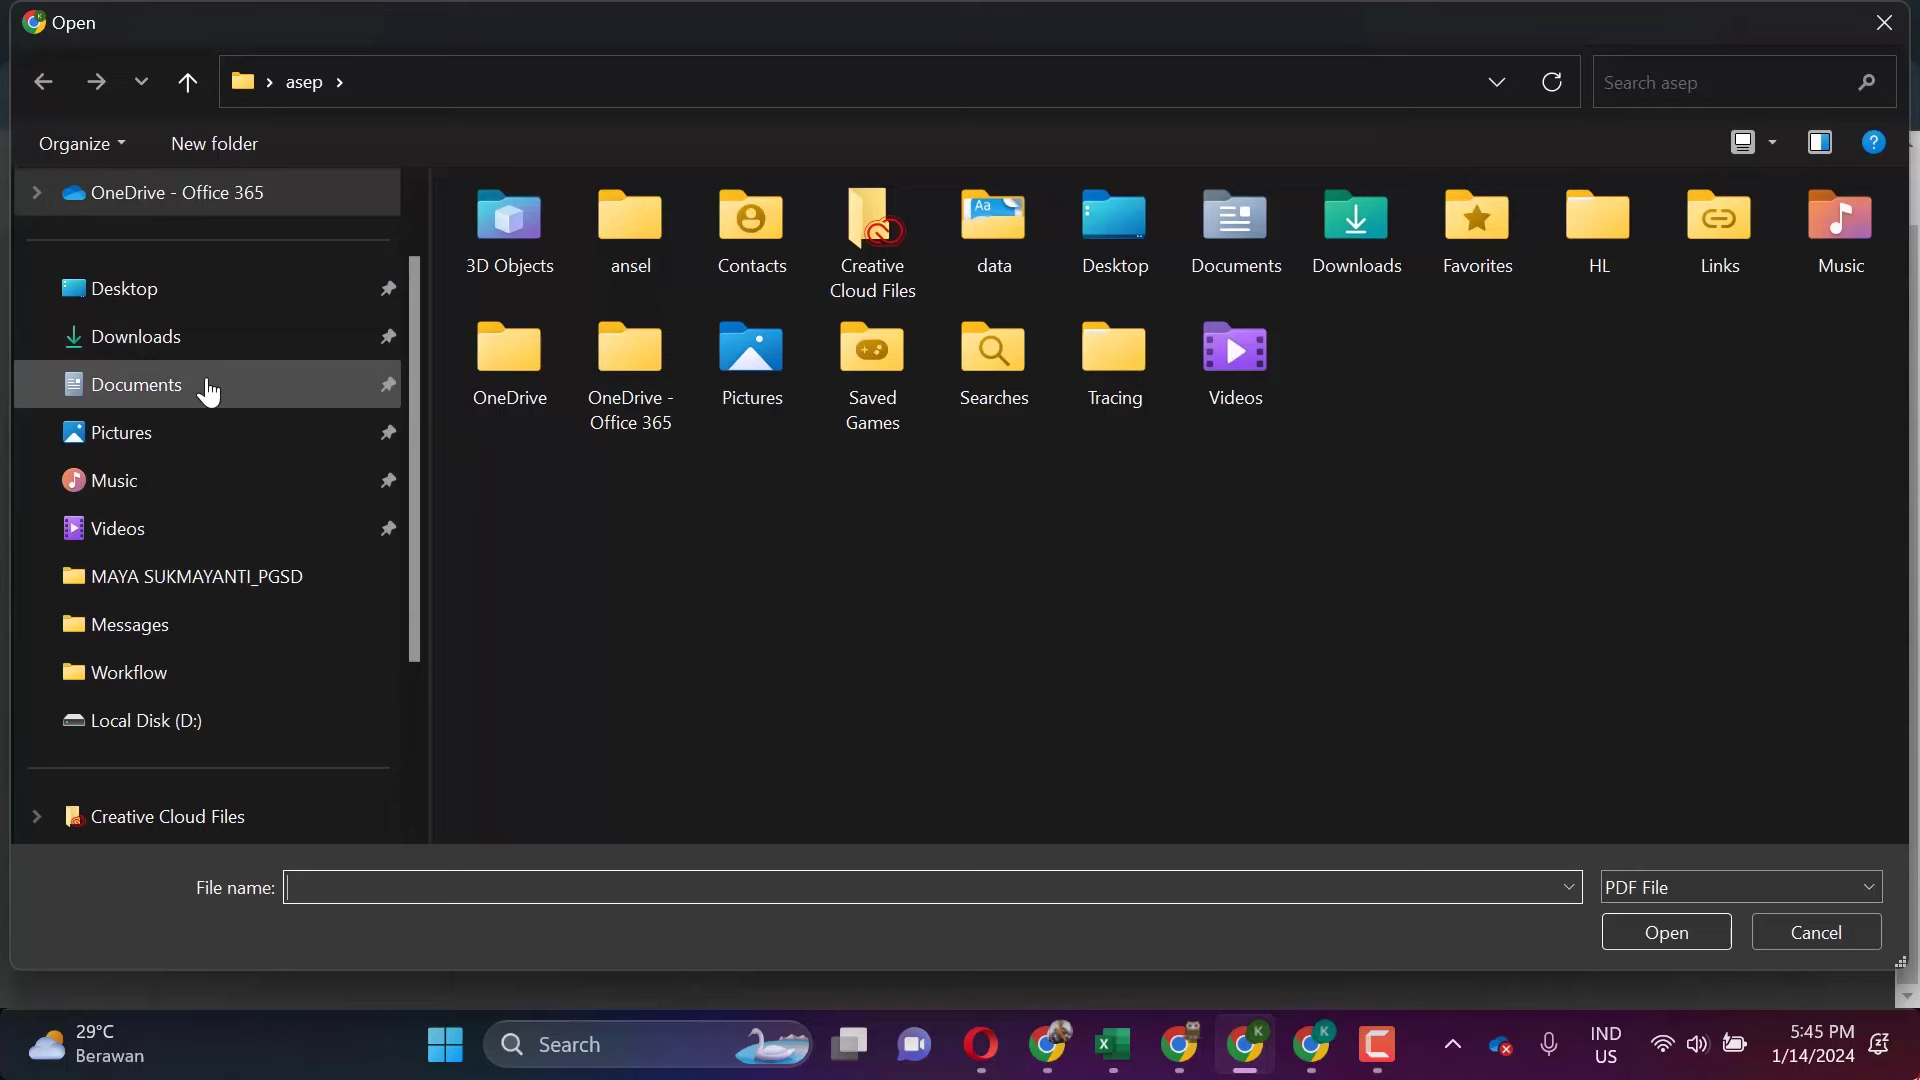 Open
asep
Search asep
Organize
New folder
OneDrive - Office 365
Desktop
Downloads
Documents
Pictures
Music
Videos
MAYA SUKMAYANTI_PGSD
Messages
Workflow
Local Disk (D:)
Creative Cloud Files
3D Objects
ansel
Contacts
Creative
Cloud Files
Aa
data
Desktop
Documents
Downloads
Favorites
HL
Links
Music
OneDrive
OneDrive -
Office 365
Pictures
Saved
Games
Searches
Tracing
Videos
File name:
PDF File
Open
Cancel
29°C
Berawan
Search
K
K
IND
US
5:45 PM
1/14/2024